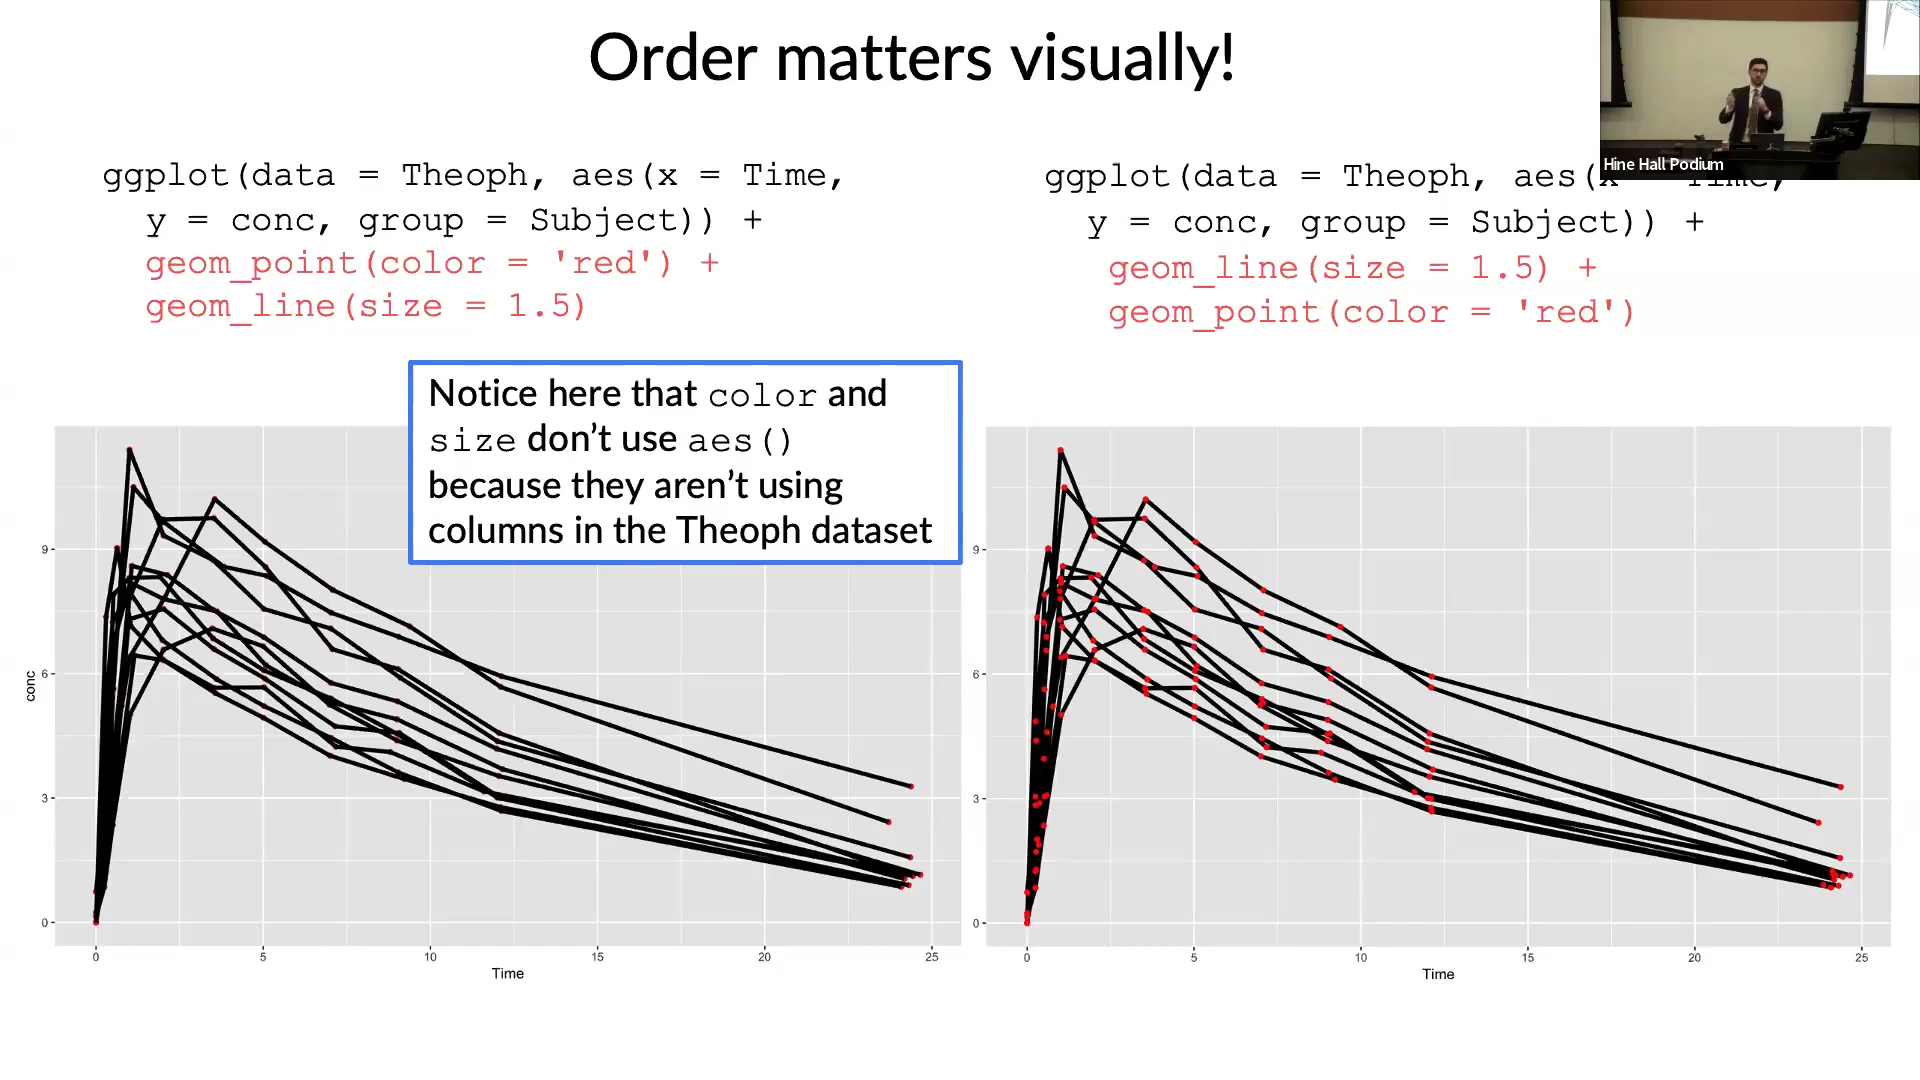 Order matters visually!
Hine Hall Podium
ggplot(data = Theoph, aes(x = Time,
y = conc, group = Subject)) +
geom_point(color = 'red') +
geom_line(size = 1.5)
ggplot(data = Theoph, aes(x = Time,
y = conc, group = Subject)) +
geom_line(size = 1.5) +
geom_point(color = 'red')
Notice here that color and
size don’t use aes()
because they aren’t using
columns in the Theoph dataset
conc
9
6
3
0
0 5 10 15 20 25
Time
9
6
3
0
0 5 10 15 20 25
Time